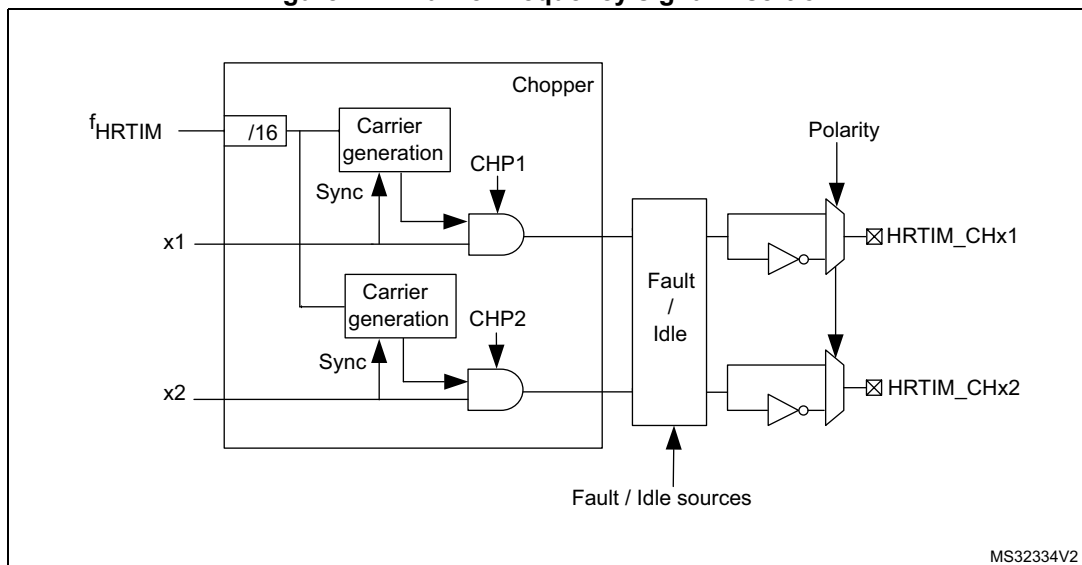 Chopper
fHRTIM
/16
Carrier
generation
Polarity
CHP1
Sync
x1
HRTIM_CHx1
Carrier
generation
Fault
/
Idle
CHP2
Sync
x2
HRTIM_CHx2
Fault / Idle sources
MS32334V2